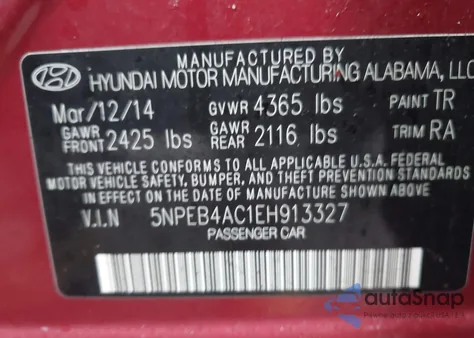 MANUFACTURED BY
HYUNDAI MOTOR MANUFACTURING ALABAMA, LLC
Mar/12/14 GVWR 4365 lbs PAINT TR
GAWR FRONT 2425 lbs GAWR REAR 2116 lbs TRIM RA
THIS VEHICLE CONFORMS TO ALL APPLICABLE U.S.A. FEDERAL
MOTOR VEHICLE SAFETY, BUMPER, AND THEFT PREVENTION STANDARDS
IN EFFECT ON THE DATE OF MANUFACTURE SHOWN ABOVE.
V.I.N 5NPEB4AC1EH913327
PASSENGER CAR
autoSnap